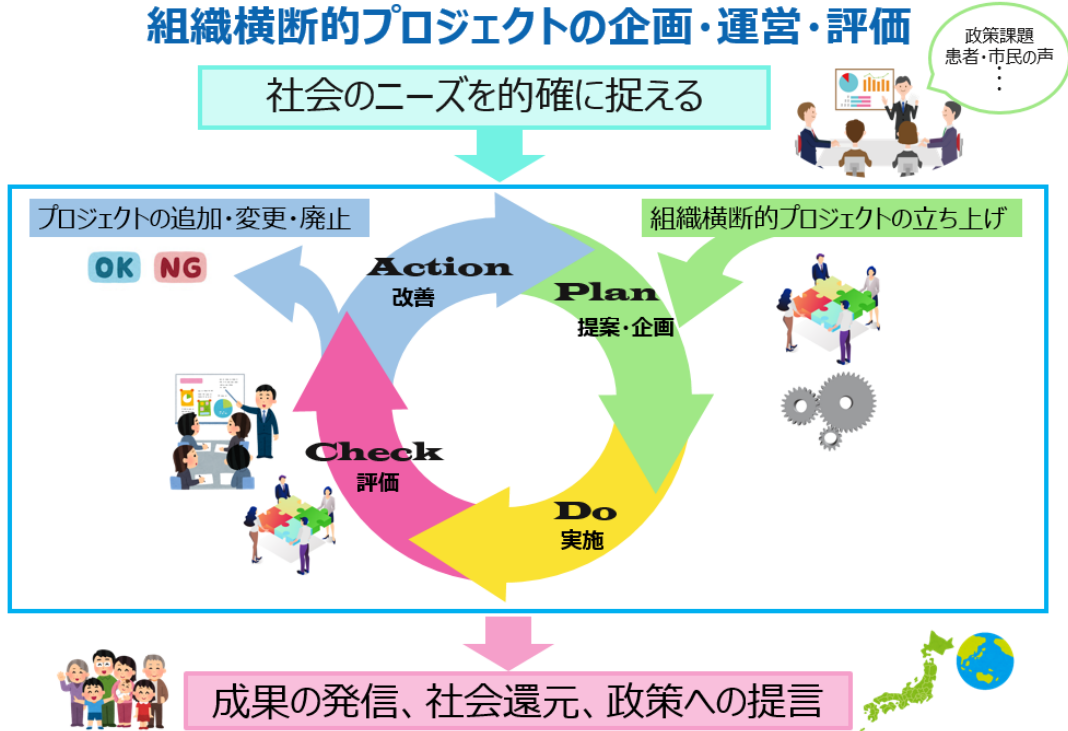 組織横断的プロジェクトの企画・運営・評価
政策課題
患者・市民の声
・
・
・
社会のニーズを的確に捉える
プロジェクトの追加・変更・廃止
組織横断的プロジェクトの立ち上げ
OK NG
Action
改善
Plan
提案・企画
Check
評価
Do
実施
成果の発信、社会還元、政策への提言